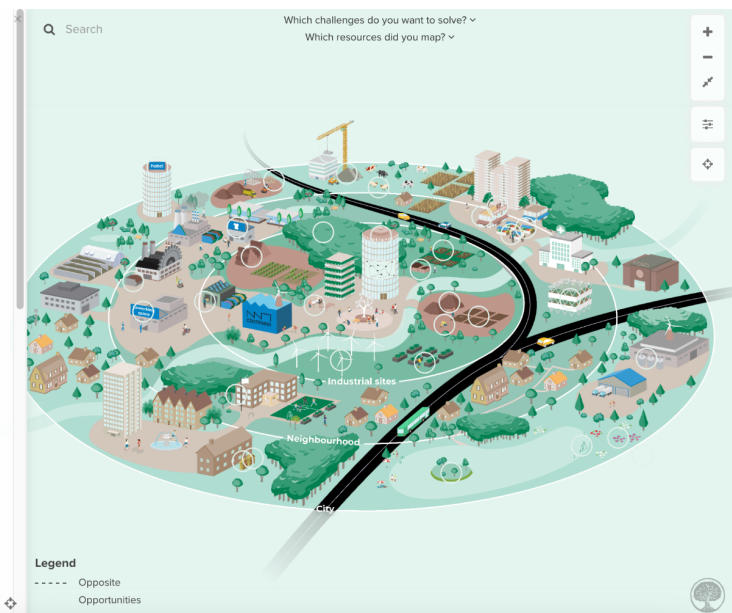 Search
Which challenges do you want to solve?
Which resources did you map?
Industrial sites
Neighbourhood
City
Legend
Opposite
Opportunities